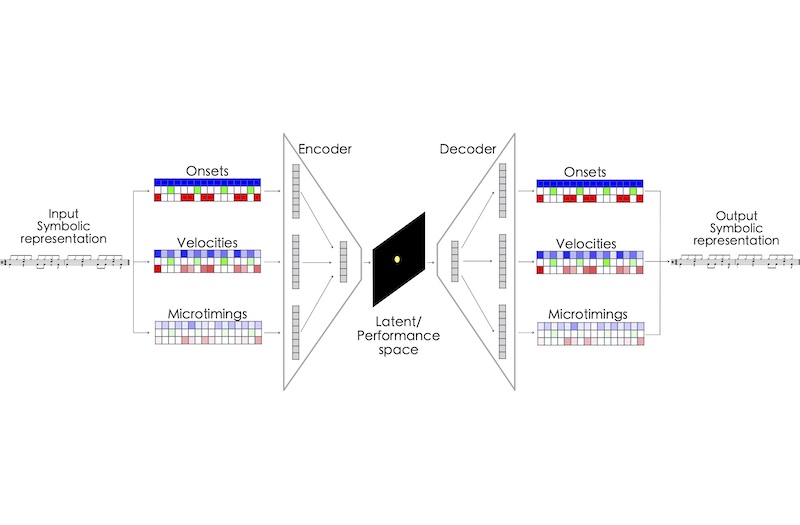 Input
Symbolic
representation
Onsets
Velocities
Microtimings
Encoder
Latent/
Performance
space
Decoder
Onsets
Velocities
Microtimings
Output
Symbolic
representation